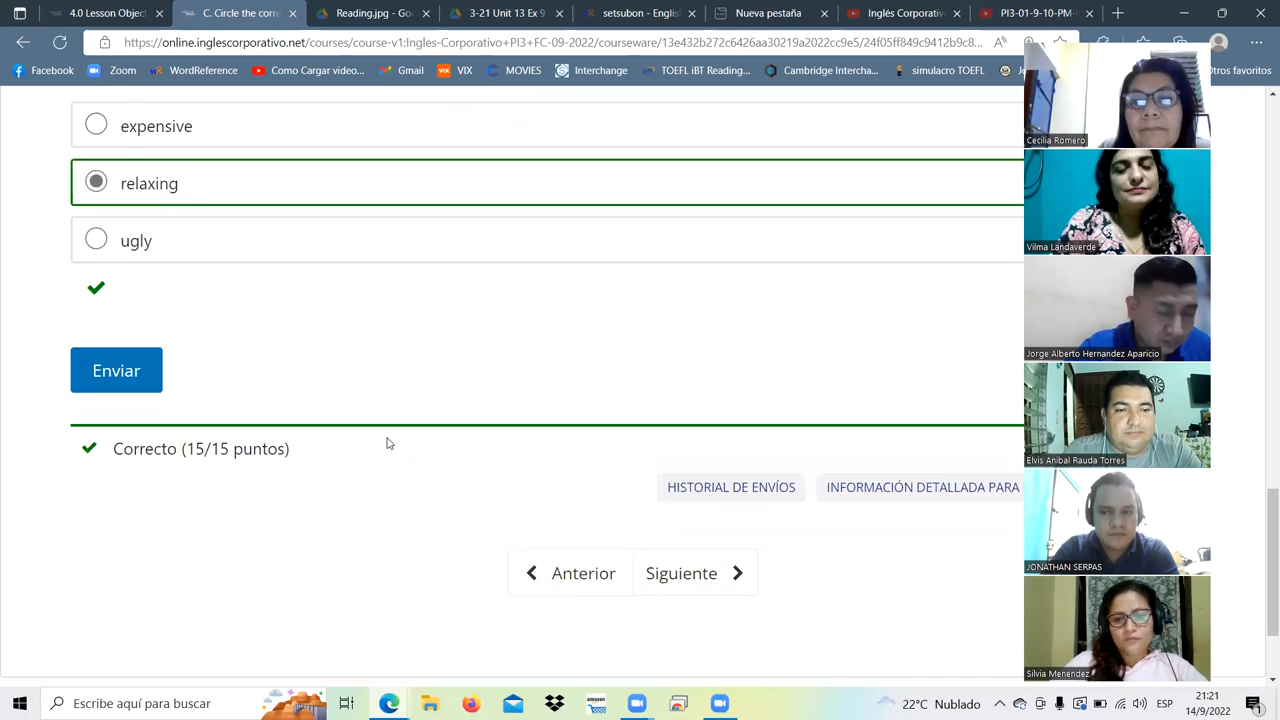 4.0 Lesson Object
C. Circle the corre
Reading.jpg - Go
3-21 Unit 13 Ex 9
setsubon - Englis
Nueva pestaña
Inglés Corporativ
PI3-01-9-10-PM
https://online.inglescorporativo.net/courses/course-v1:Ingles-Corporativo+PI3+FC-09-2022/courseware/13e432b272c6426aa30219a2022cc9e5/24f05ff849c9412b9c8...
Facebook
Zoom
WordReference
Como Cargar video...
Gmail
VIX
TOVIES
Interchange
TOEFL iBT Reading...
Cambridge Intercha...
Otros favoritos
expensive
relaxing
ugly
Enviar
Correcto (15/15 puntos)
HISTORIAL DE ENVÍOS
INFORMACIÓN DETALLADA PARA
Anterior
Siguiente
Cecilia Romero
Vilma Landaverde
Jorge Alberto Hernandez Aparicio
Elvis Anibal Rauda Torres
JONATHAN SERPAS
Silvia Menendez
Escribe aquí para buscar
amazon
22°C Nublado
ESP
21:21
14/9/2022